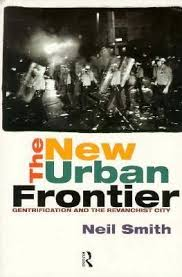 The
New
Urban
Frontier
GENTRIFICATION AND THE REVANCHIST CITY
Neil Smith